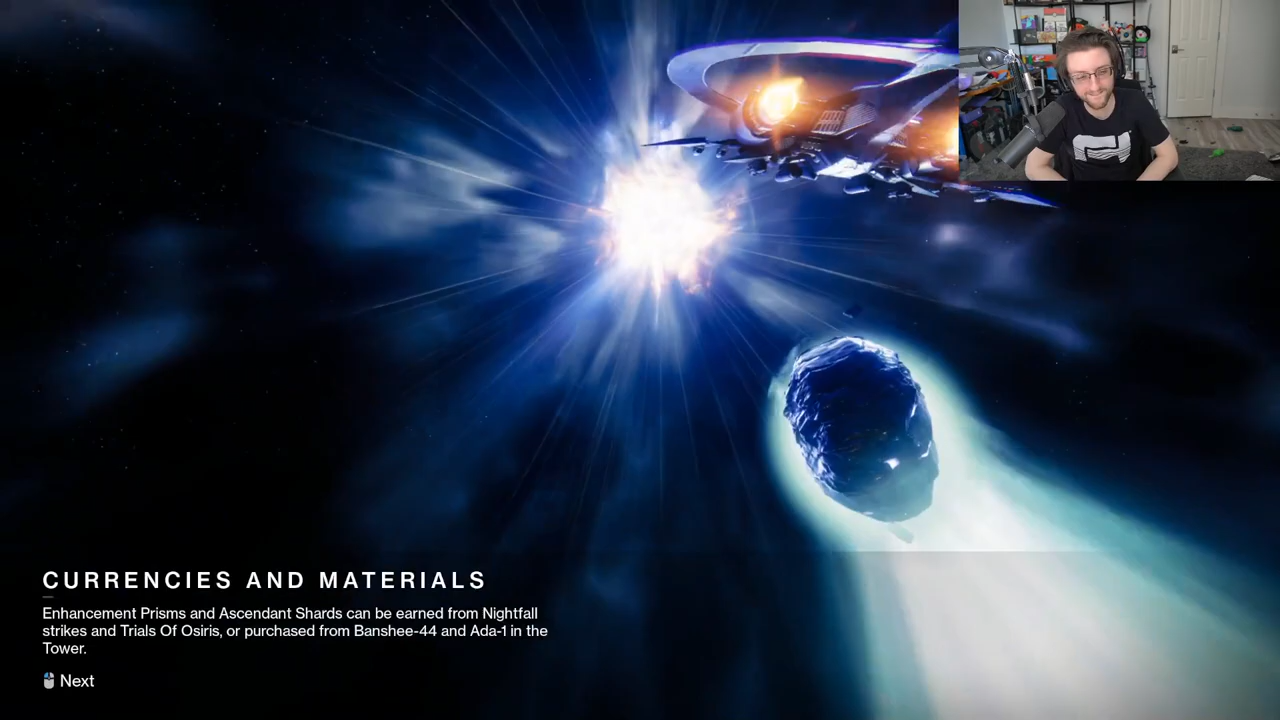 CURRENCIES AND MATERIALS
Enhancement Prisms and Ascendant Shards can be earned from Nightfall
strikes and Trials Of Osiris, or purchased from Banshee-44 and Ada-1 in the
Tower.
Next